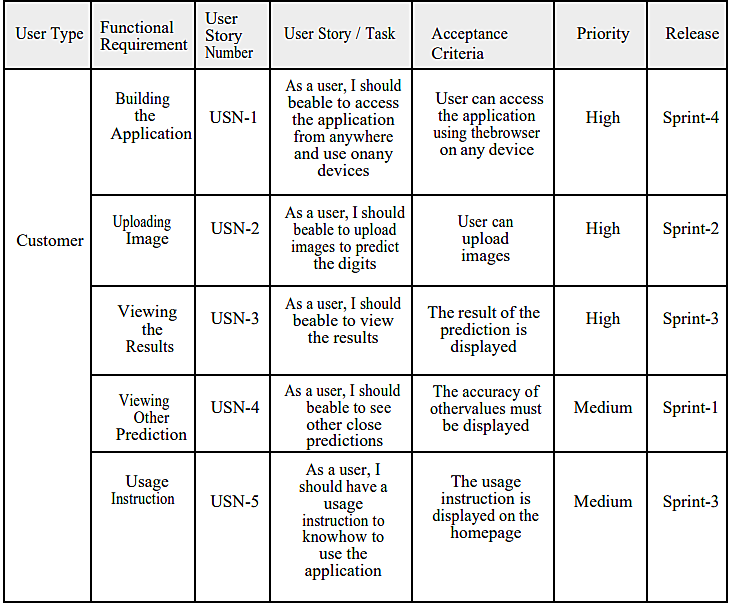 User Type
Functional
Requirement
User
Story
Number
User Story / Task
Acceptance
Criteria
Priority
Release
Customer
Building
the
Application
USN-1
As a user, I should
beable to access
the application
from anywhere
and use onany
devices
User can access
the application
using thebrowser
on any device
High
Sprint-4
Uploading
Image
USN-2
As a user, I should
beable to upload
images to predict
the digits
User can
upload
images
High
Sprint-2
Viewing
the
Results
USN-3
As a user, I should
beable to view
the results
The result of the
prediction is
displayed
High
Sprint-3
Viewing
Other
Prediction
USN-4
As a user, I should
beable to see
other close
predictions
The accuracy of
othervalues must
be displayed
Medium
Sprint-1
Usage
Instruction
USN-5
As a user, I
should have a
usage
instruction to
knowhow to
use the
application
The usage
instruction is
displayed on the
homepage
Medium
Sprint-3